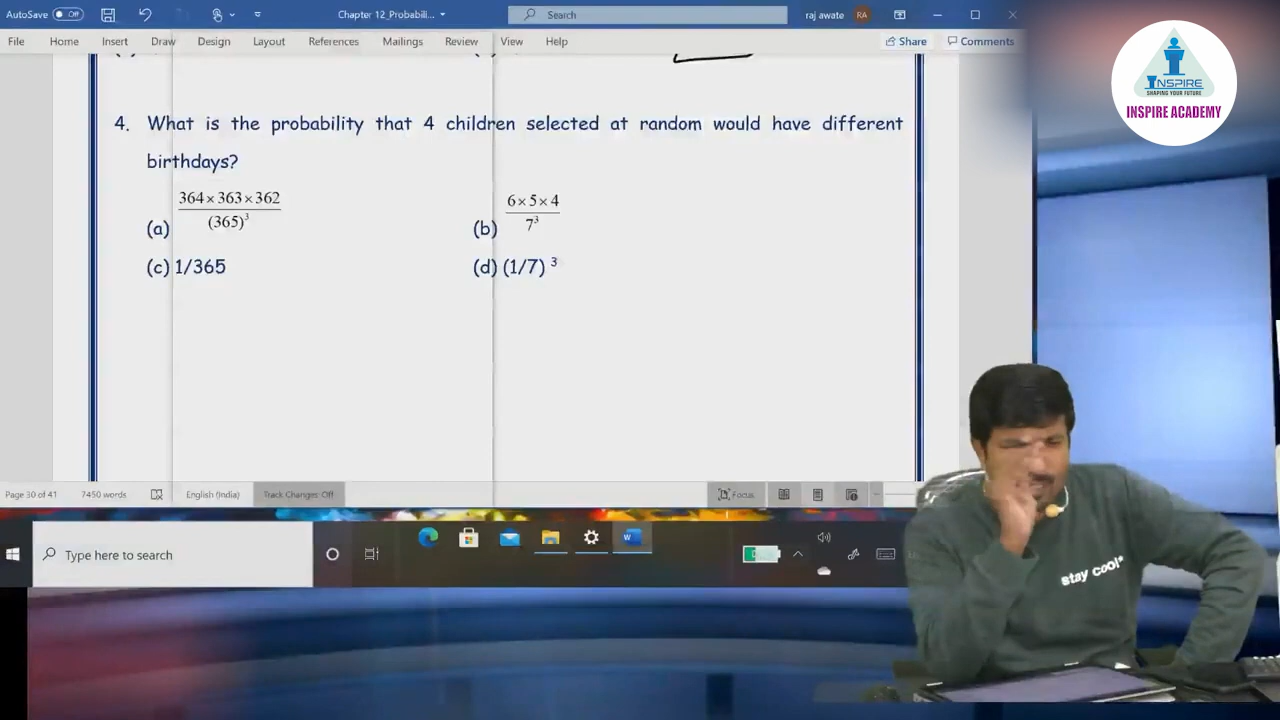 AutoSave
Off
Chapter 12_Probabili...
Search
raj awate
RA
File
Home
Insert
Draw
Design
Layout
References
Mailings
Review
View
Help
Share
Comments
INSPIRE
SHAPING YOUR FUTURE
INSPIRE ACADEMY
4. What is the probability that 4 children selected at random would have different
birthdays?
(a) 364 × 363 × 362 / (365)³
(b) 6 × 5 × 4 / 7³
(c) 1/365
(d) (1/7) ³
Page 30 of 41
7450 words
English (India)
Track Changes: Off
Focus
Type here to search
stay cool*